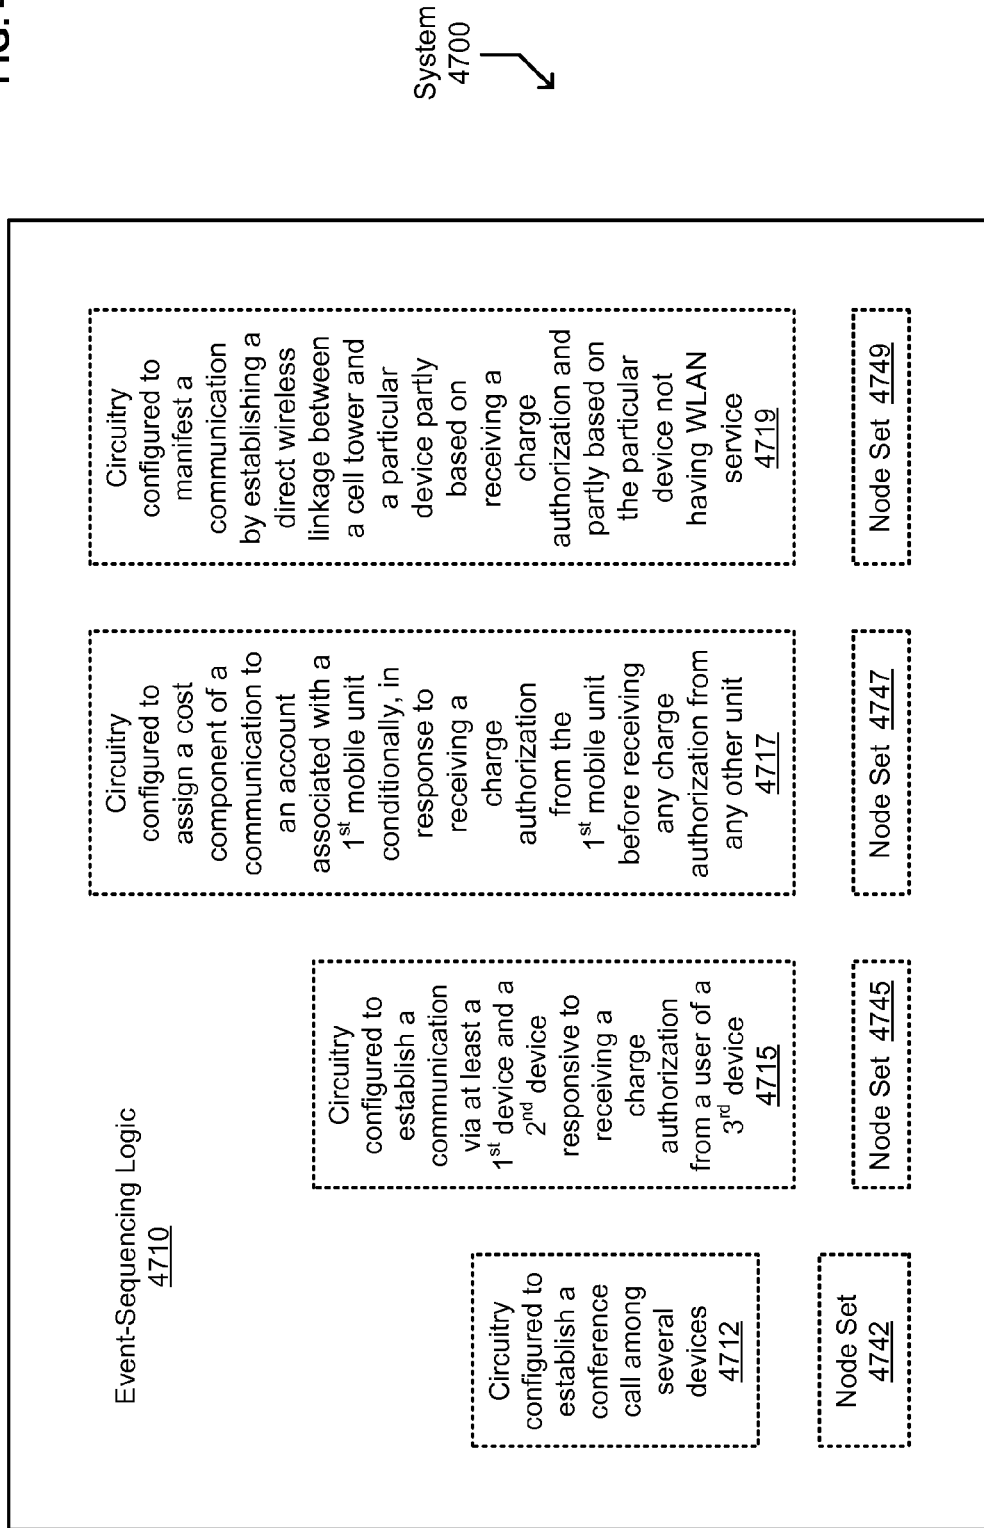 FIG.
System
4700
Event-Sequencing Logic
4710
Circuitry
configured to
establish a
conference
call among
several
devices
4712
Circuitry
configured to
establish a
communication
via at least a
1st device and a
2nd device
responsive to
receiving a
charge
authorization
from a user of a
3rd device
4715
Circuitry
configured to
assign a cost
component of a
communication to
an account
associated with a
1st mobile unit
conditionally, in
response to
receiving a
charge
authorization
from the
1st mobile unit
before receiving
any charge
authorization from
any other unit
4717
Circuitry
configured to
manifest a
communication
by establishing a
direct wireless
linkage between
a cell tower and
a particular
device partly
based on
receiving a
charge
authorization and
partly based on
the particular
device not
having WLAN
service
4719
Node Set
4742
Node Set 4745
Node Set 4747
Node Set 4749